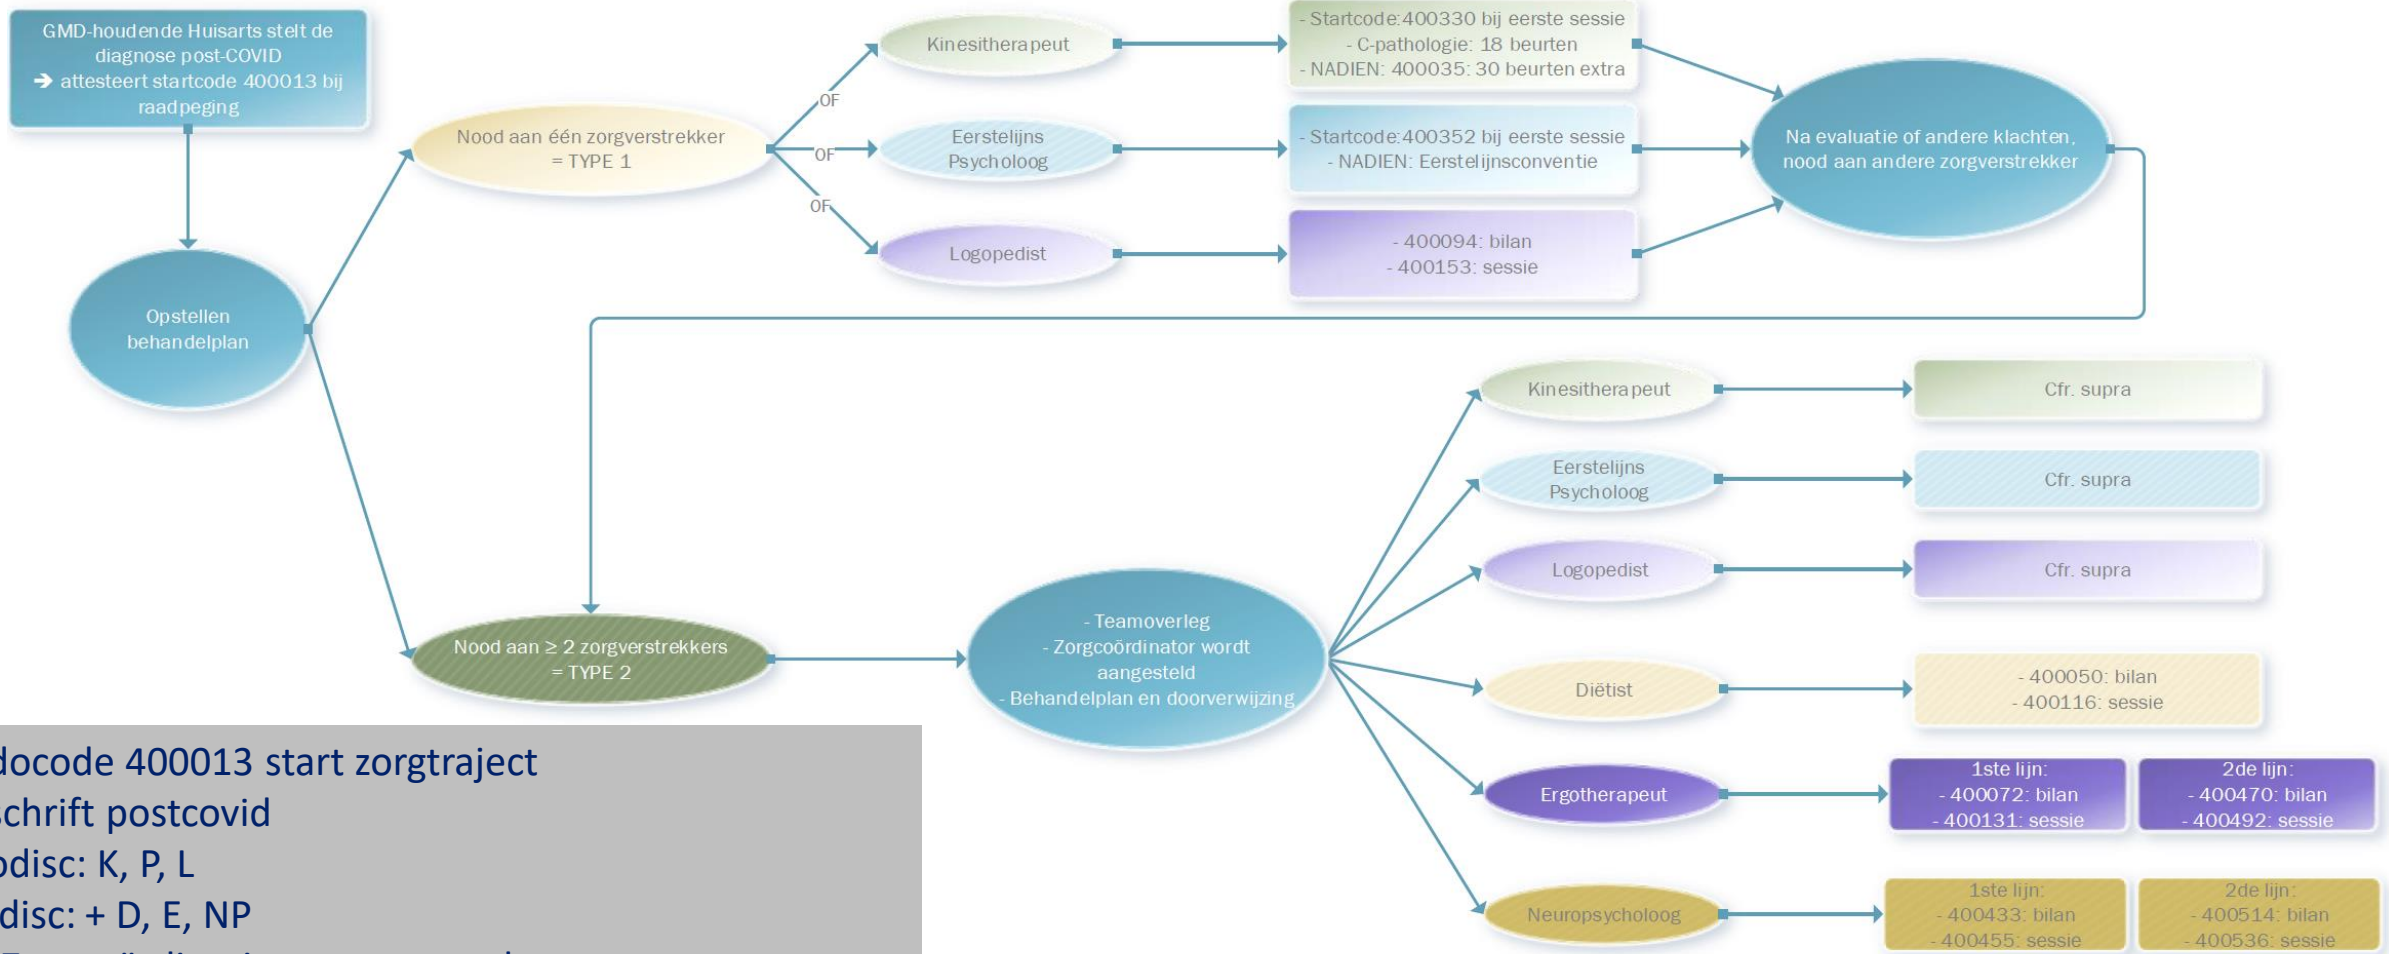 GMD-houdende Huisarts stelt de
diagnose post-COVID
➔ attesteert startcode 400013 bij
raadpeging
Opstellen
behandelplan
Nood aan één zorgverstrekker
= TYPE 1
OF
OF
OF
Kinesitherapeut
- Startcode:400330 bij eerste sessie
- C-pathologie: 18 beurten
- NADIEN: 400035: 30 beurten extra
Eerstelijns
Psycholoog
- Startcode:400352 bij eerste sessie
- NADIEN: Eerstelijnsconventie
Logopedist
- 400094: bilan
- 400153: sessie
Na evaluatie of andere klachten,
nood aan andere zorgverstrekker
Nood aan ≥ 2 zorgverstrekkers
= TYPE 2
- Teamoverleg
- Zorgcoördinator wordt
aangesteld
- Behandelplan en doorverwijzing
Kinesitherapeut
Cfr. supra
Eerstelijns
Psycholoog
Cfr. supra
Logopedist
Cfr. supra
Diëtist
- 400050: bilan
- 400116: sessie
Ergotherapeut
1ste lijn:
- 400072: bilan
- 400131: sessie
2de lijn:
- 400470: bilan
- 400492: sessie
Neuropsycholoog
1ste lijn:
- 400433: bilan
- 400455: sessie
2de lijn:
- 400514: bilan
- 400536: sessie
docode 400013 start zorgtraject
schrift postcovid
odisc: K, P, L
disc: + D, E, NP